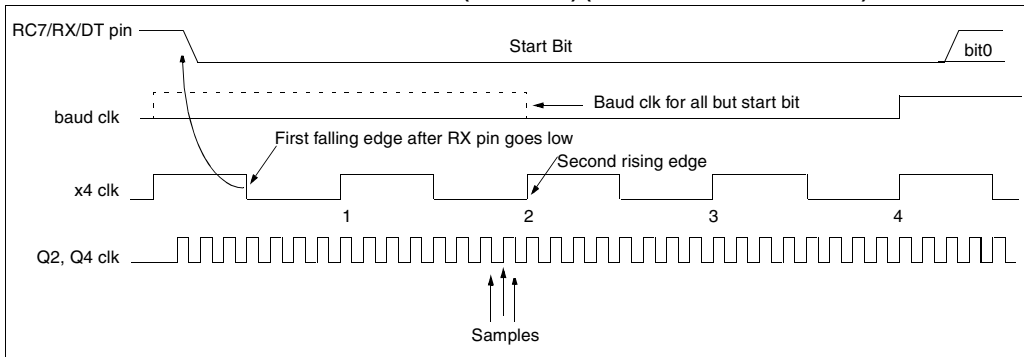 RC7/RX/DT pin
Start Bit
bit0
baud clk
Baud clk for all but start bit
First falling edge after RX pin goes low
Second rising edge
x4 clk
1
2
3
4
Q2, Q4 clk
Samples